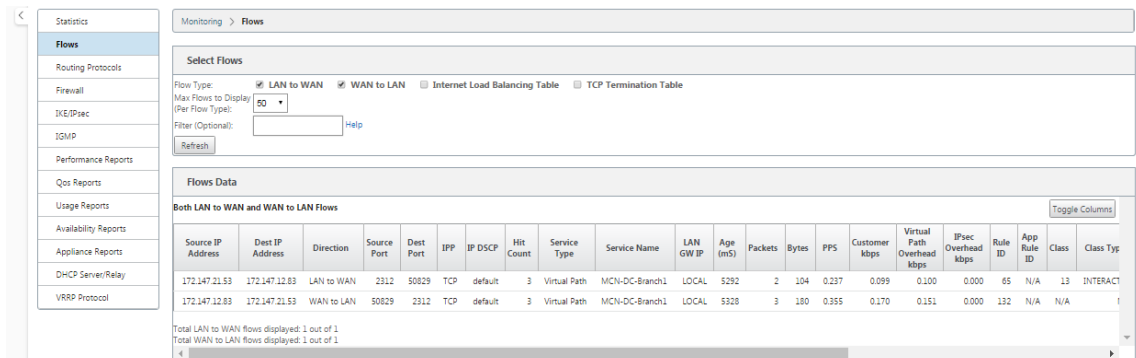 Statistics
Flows
Routing Protocols
Firewall
IKE/IPsec
IGMP
Performance Reports
Qos Reports
Usage Reports
Availability Reports
Appliance Reports
DHCP Server/Relay
VRRP Protocol
Monitoring > Flows
Select Flows
Flow Type: LAN to WAN WAN to LAN Internet Load Balancing Table TCP Termination Table
Max Flows to Display
(Per Flow Type): 50
Filter (Optional): Help
Refresh
Flows Data
Both LAN to WAN and WAN to LAN Flows
Toggle Columns
Source IP Address Dest IP Address Direction Source Port Dest Port IPP IP DSCP Hit Count Service Type Service Name LAN GW IP Age (mS) Packets Bytes PPS Customer kbps Virtual Path Overhead kbps IPsec Overhead kbps Rule ID App Rule ID Class Class Typ
172.147.21.53 172.147.12.83 LAN to WAN 2312 50829 TCP default 3 Virtual Path MCN-DC-Branch1 LOCAL 5292 2 104 0.237 0.099 0.100 0.000 65 N/A 13 INTERACT
172.147.12.83 172.147.21.53 WAN to LAN 50829 2312 TCP default 3 Virtual Path MCN-DC-Branch1 LOCAL 5328 3 180 0.355 0.170 0.151 0.000 132 N/A N/A
Total LAN to WAN flows displayed: 1 out of 1
Total WAN to LAN flows displayed: 1 out of 1